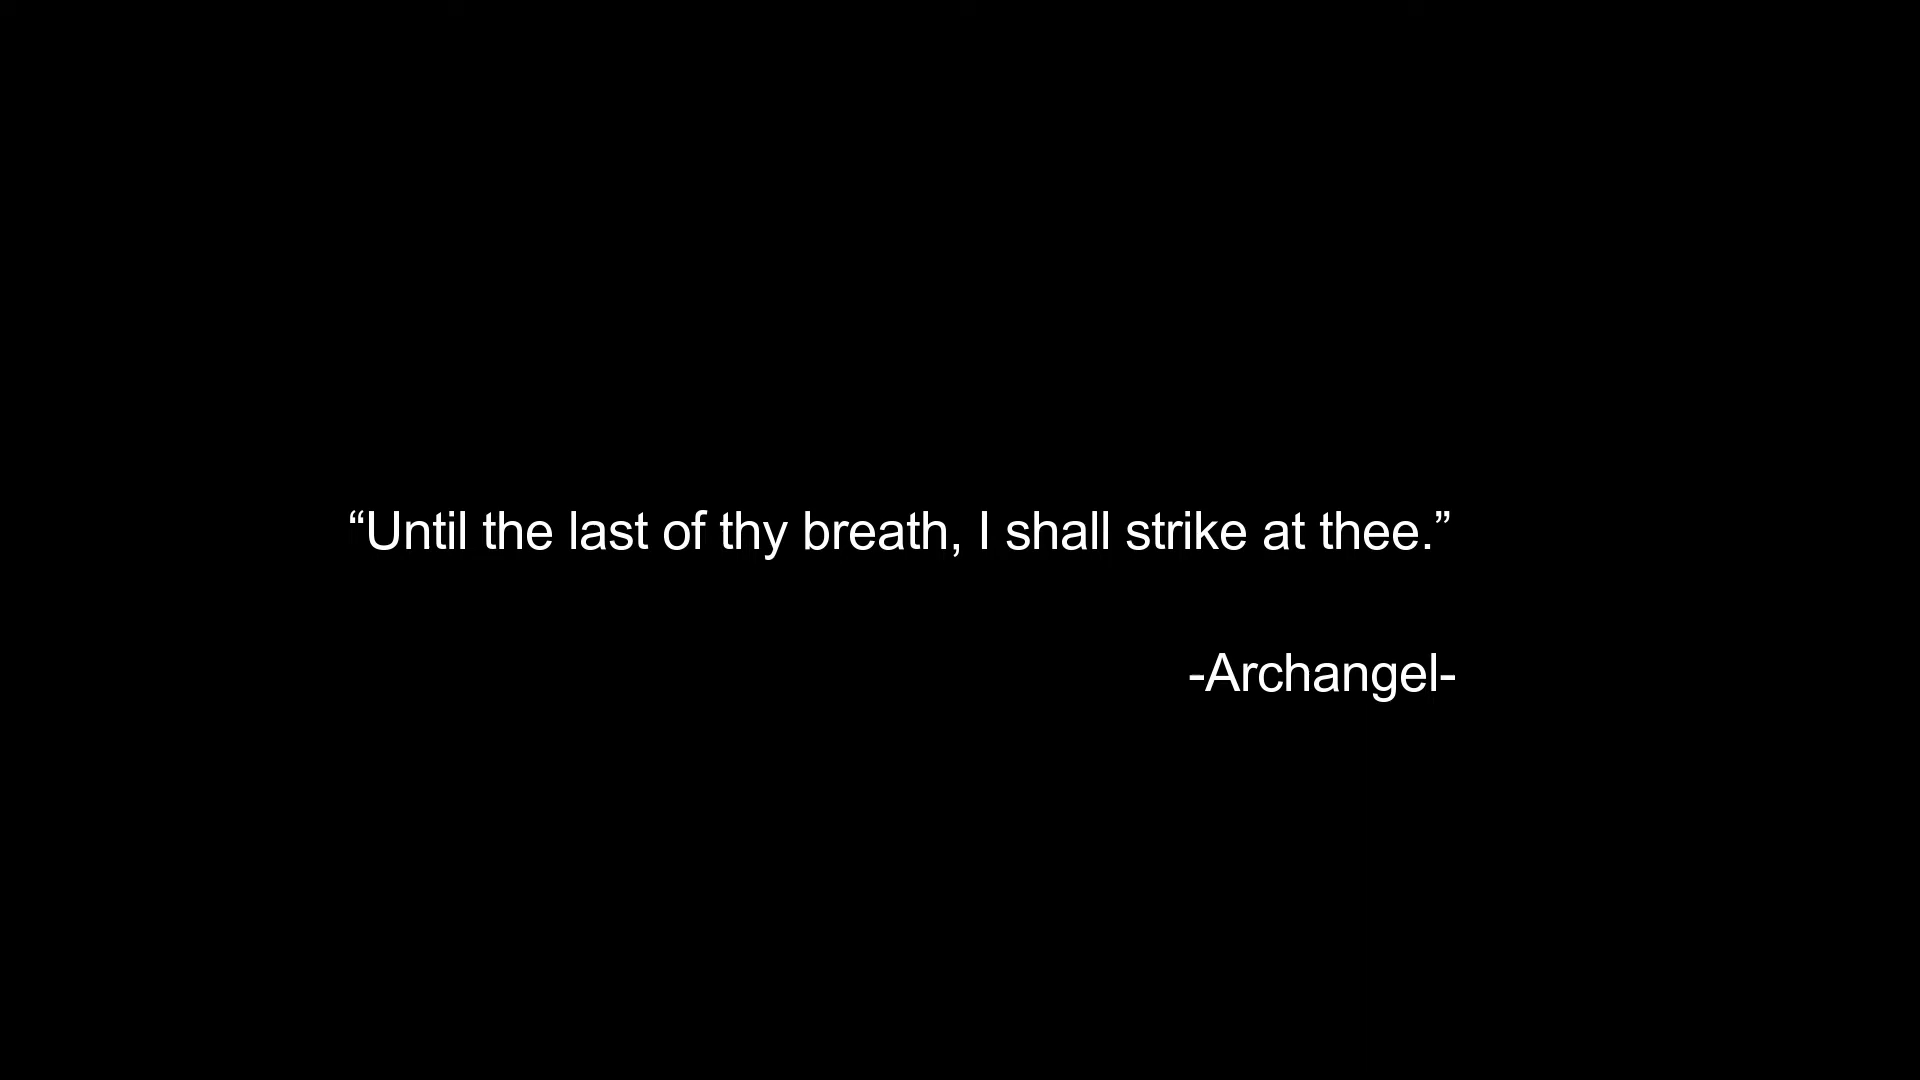 “Until the last of thy breath, I shall strike at thee.”
-Archangel-